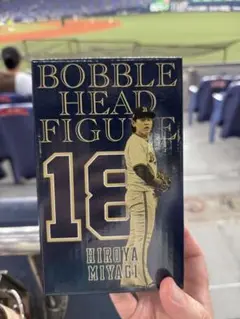 BOBBLE
HEAD
FIGURE
18
HIROYA
MIYAGI